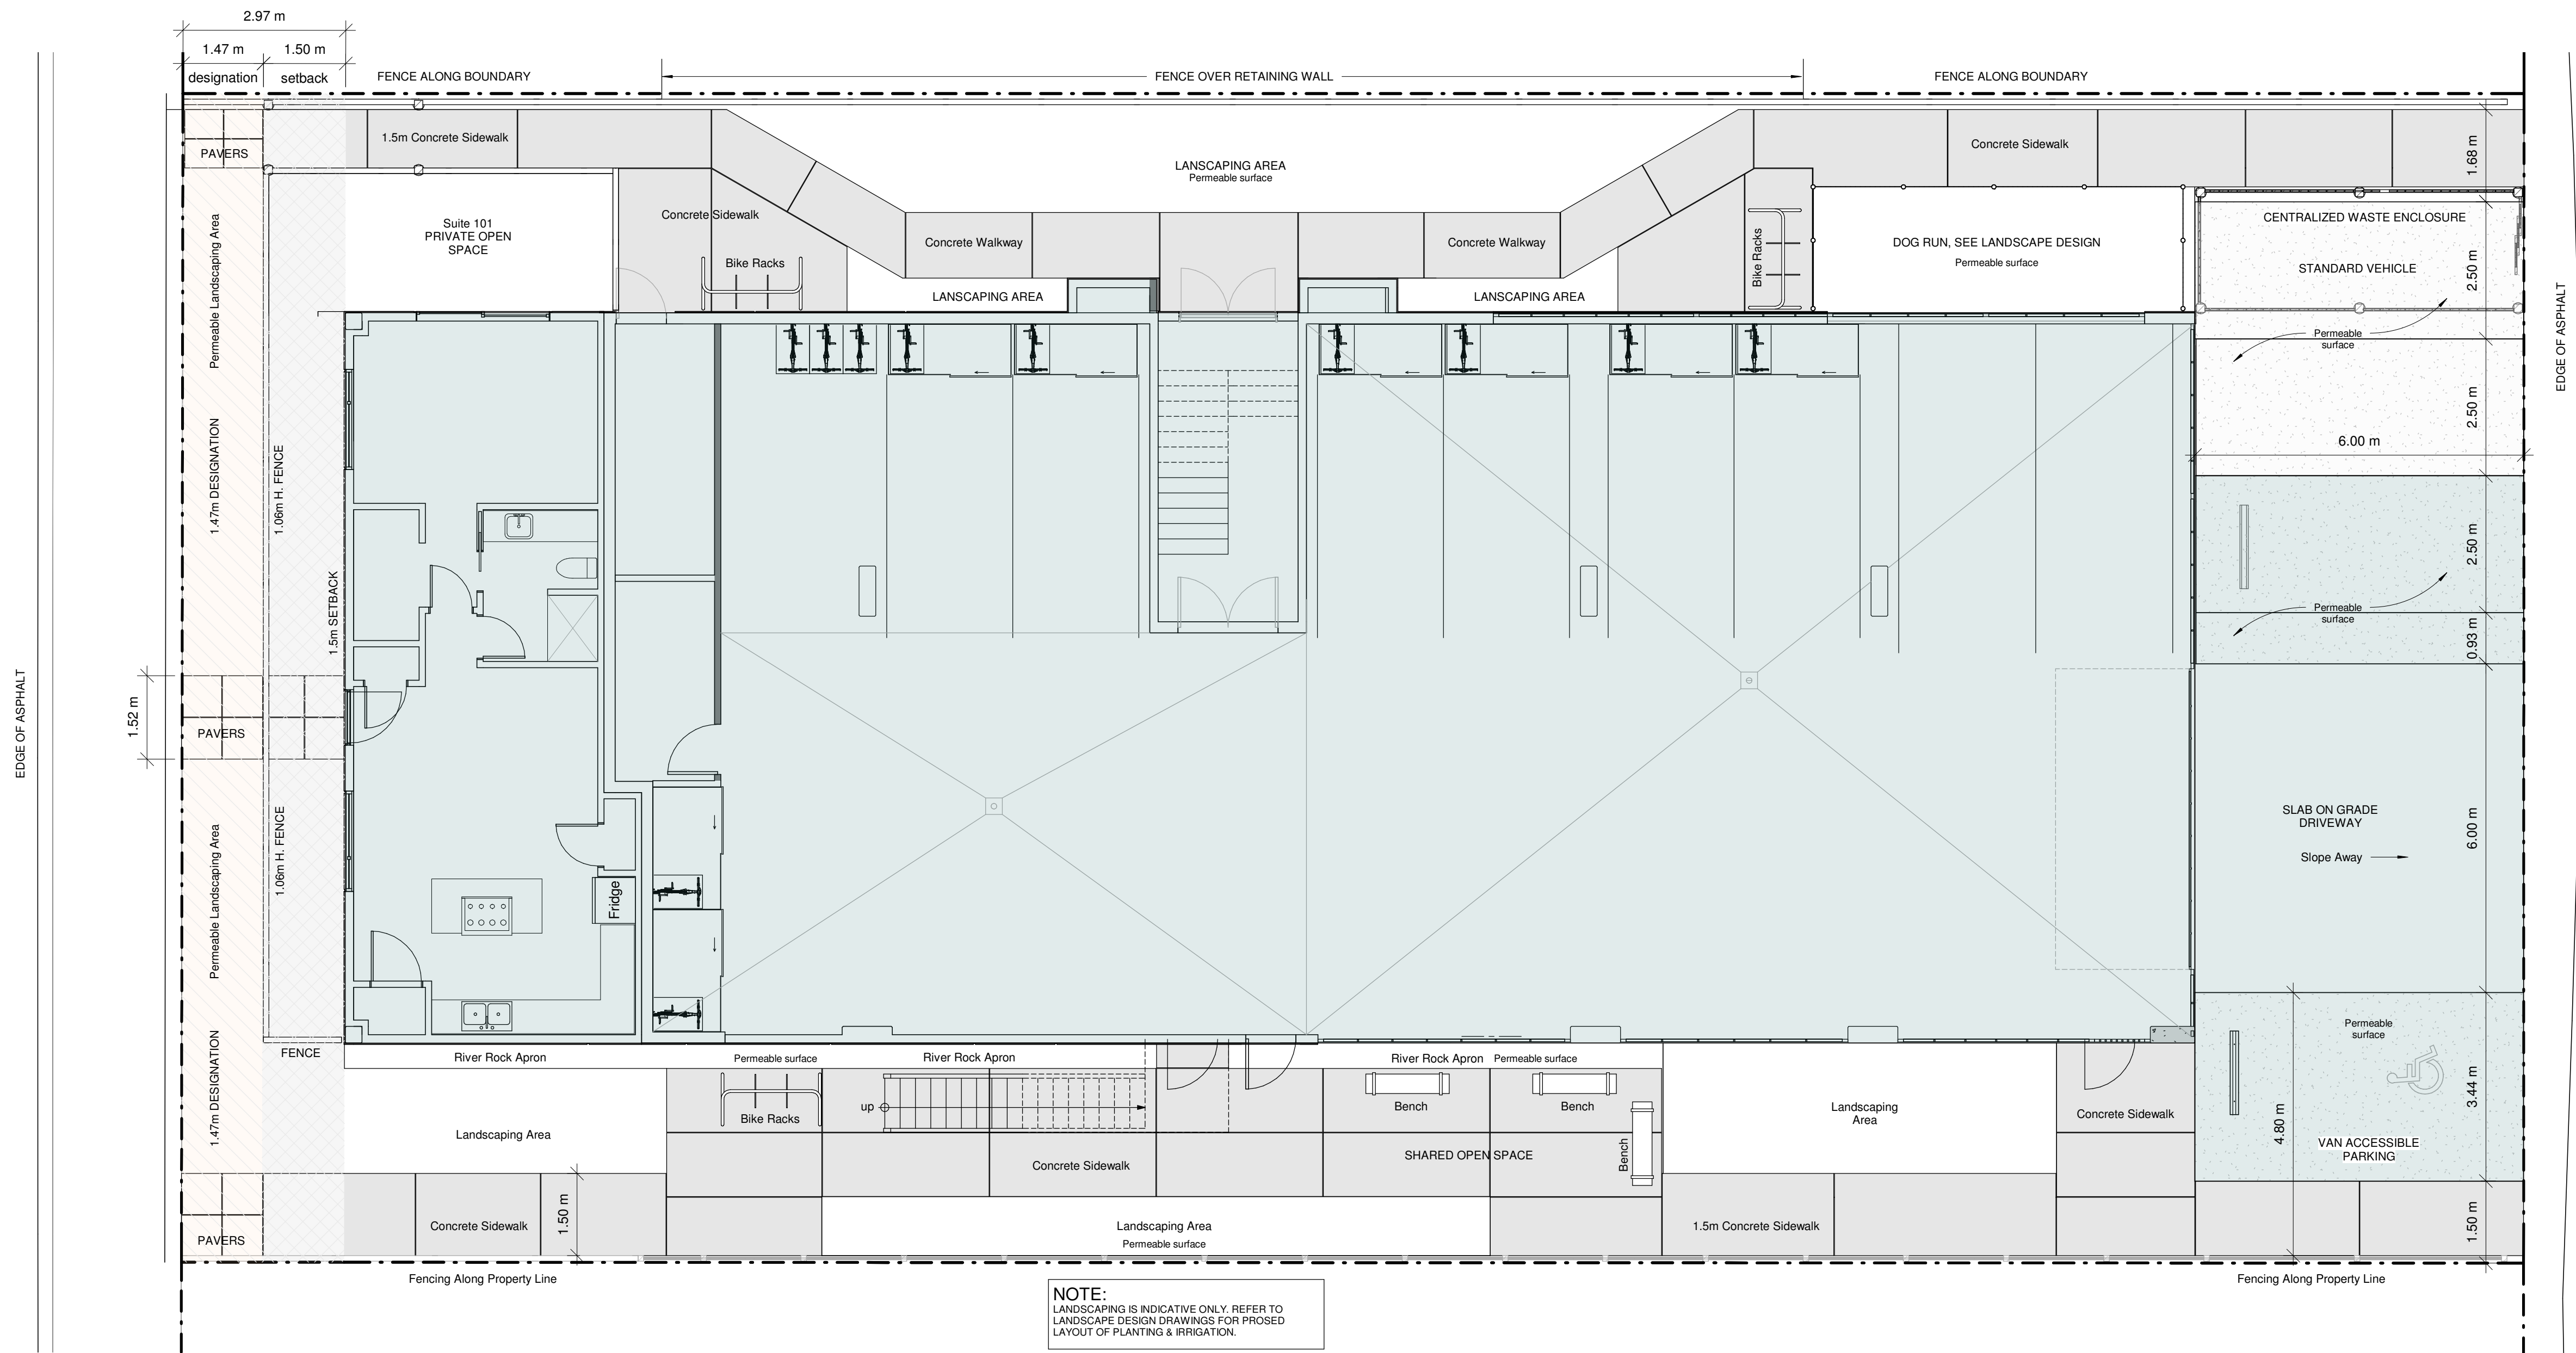 2.97 m
1.47 m
1.50 m
designation
setback
FENCE ALONG BOUNDARY
FENCE OVER RETAINING WALL
FENCE ALONG BOUNDARY
PAVERS
1.5m Concrete Sidewalk
LANSCAPING AREA
Permeable surface
Concrete Sidewalk
1.68 m
Permeable Landscaping Area
Suite 101
PRIVATE OPEN
SPACE
Concrete Sidewalk
Bike Racks
Concrete Walkway
Concrete Walkway
LANSCAPING AREA
LANSCAPING AREA
Bike Racks
DOG RUN, SEE LANDSCAPE DESIGN
Permeable surface
CENTRALIZED WASTE ENCLOSURE
STANDARD VEHICLE
2.50 m
Permeable
surface
EDGE OF ASPHALT
2.50 m
6.00 m
1.47m DESIGNATION
1.06m H. FENCE
1.5m SETBACK
2.50 m
Permeable
surface
0.93 m
EDGE OF ASPHALT
1.52 m
PAVERS
Permeable Landscaping Area
1.06m H. FENCE
Fridge
SLAB ON GRADE
DRIVEWAY
Slope Away
6.00 m
1.47m DESIGNATION
FENCE
River Rock Apron
Permeable surface
River Rock Apron
River Rock Apron
Permeable surface
Permeable
surface
3.44 m
4.80 m
VAN ACCESSIBLE
PARKING
Landscaping Area
Bike Racks
up
Concrete Sidewalk
Bench
Bench
Bench
SHARED OPEN SPACE
Landscaping
Area
Concrete Sidewalk
PAVERS
Concrete Sidewalk
1.50 m
Landscaping Area
Permeable surface
1.5m Concrete Sidewalk
1.50 m
Fencing Along Property Line
Fencing Along Property Line
NOTE:
LANDSCAPING IS INDICATIVE ONLY. REFER TO
LANDSCAPE DESIGN DRAWINGS FOR PROSED
LAYOUT OF PLANTING & IRRIGATION.